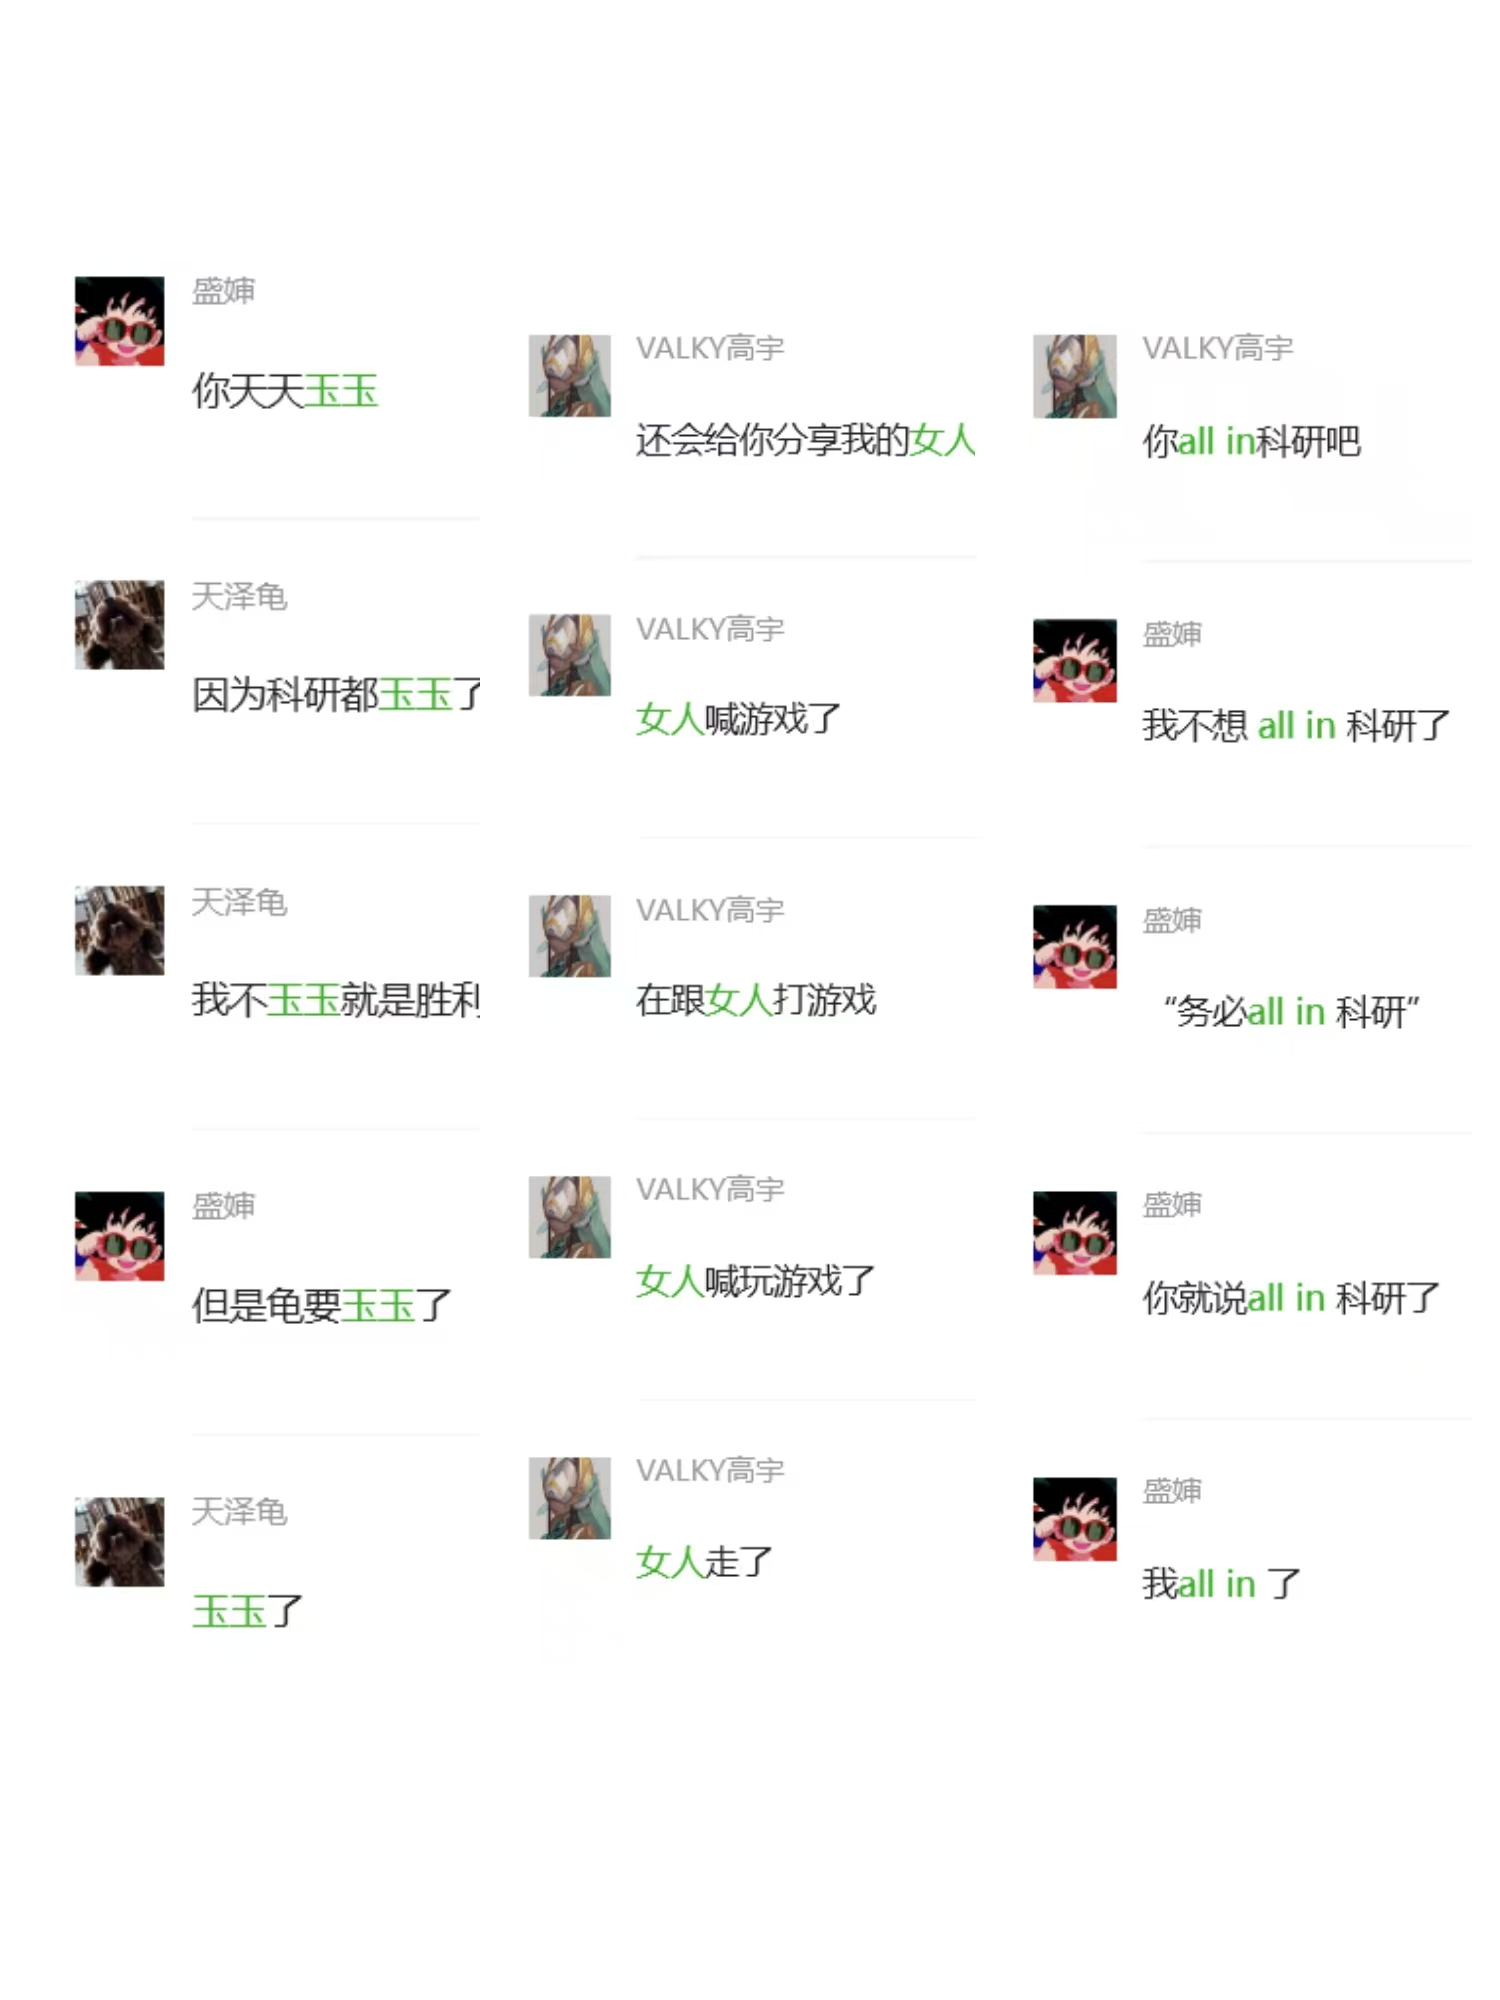 盛婶
你天天玉玉
天泽龟
因为科研都玉玉了
天泽龟
我不玉玉就是胜利
盛婶
但是龟要玉玉了
天泽龟
玉玉了
VALKY高宇
还会给你分享我的女人
VALKY高宇
女人喊游戏了
VALKY高宇
在跟女人打游戏
VALKY高宇
女人喊玩游戏了
VALKY高宇
女人走了
VALKY高宇
你all in科研吧
盛婶
我不想 all in 科研了
盛婶
“务必all in 科研”
盛婶
你就说all in 科研了
盛婶
我all in 了